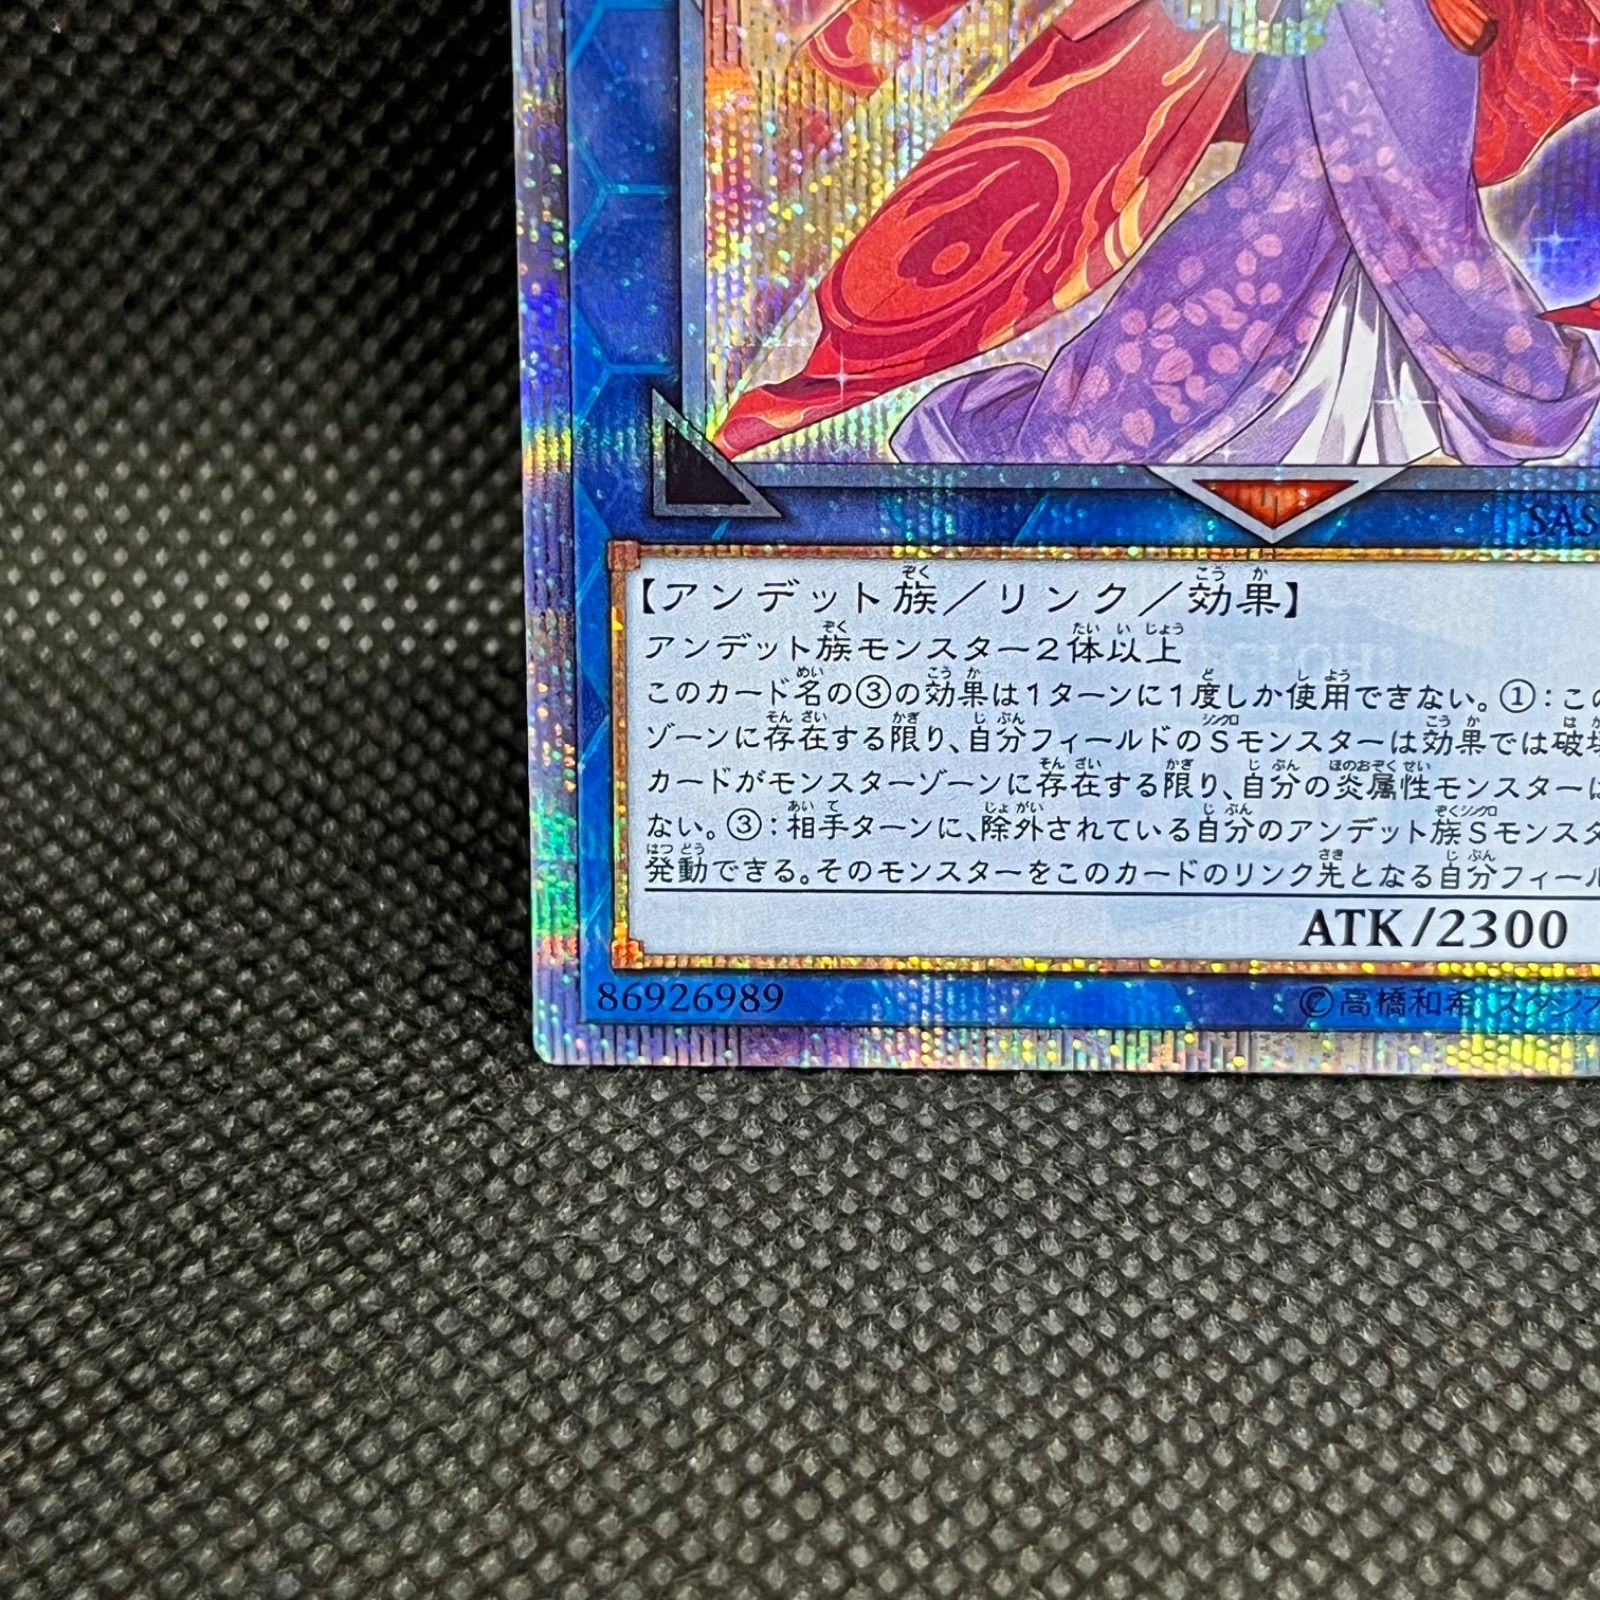 SAS
【アンデット族／リンク／効果】
アンデット族モンスター２体以上
このカード名の③の効果は１ターンに１度しか使用できない。①：この
ゾーンに存在する限り、自分フィールドのＳモンスターは効果では破壊
カードがモンスターゾーンに存在する限り、自分の炎属性モンスターは
ない。③：相手ターンに、除外されている自分のアンデット族Ｓモンスタ
発動できる。そのモンスターをこのカードのリンク先となる自分フィール
ATK/2300
86926989
©高橋和希 スタジオ